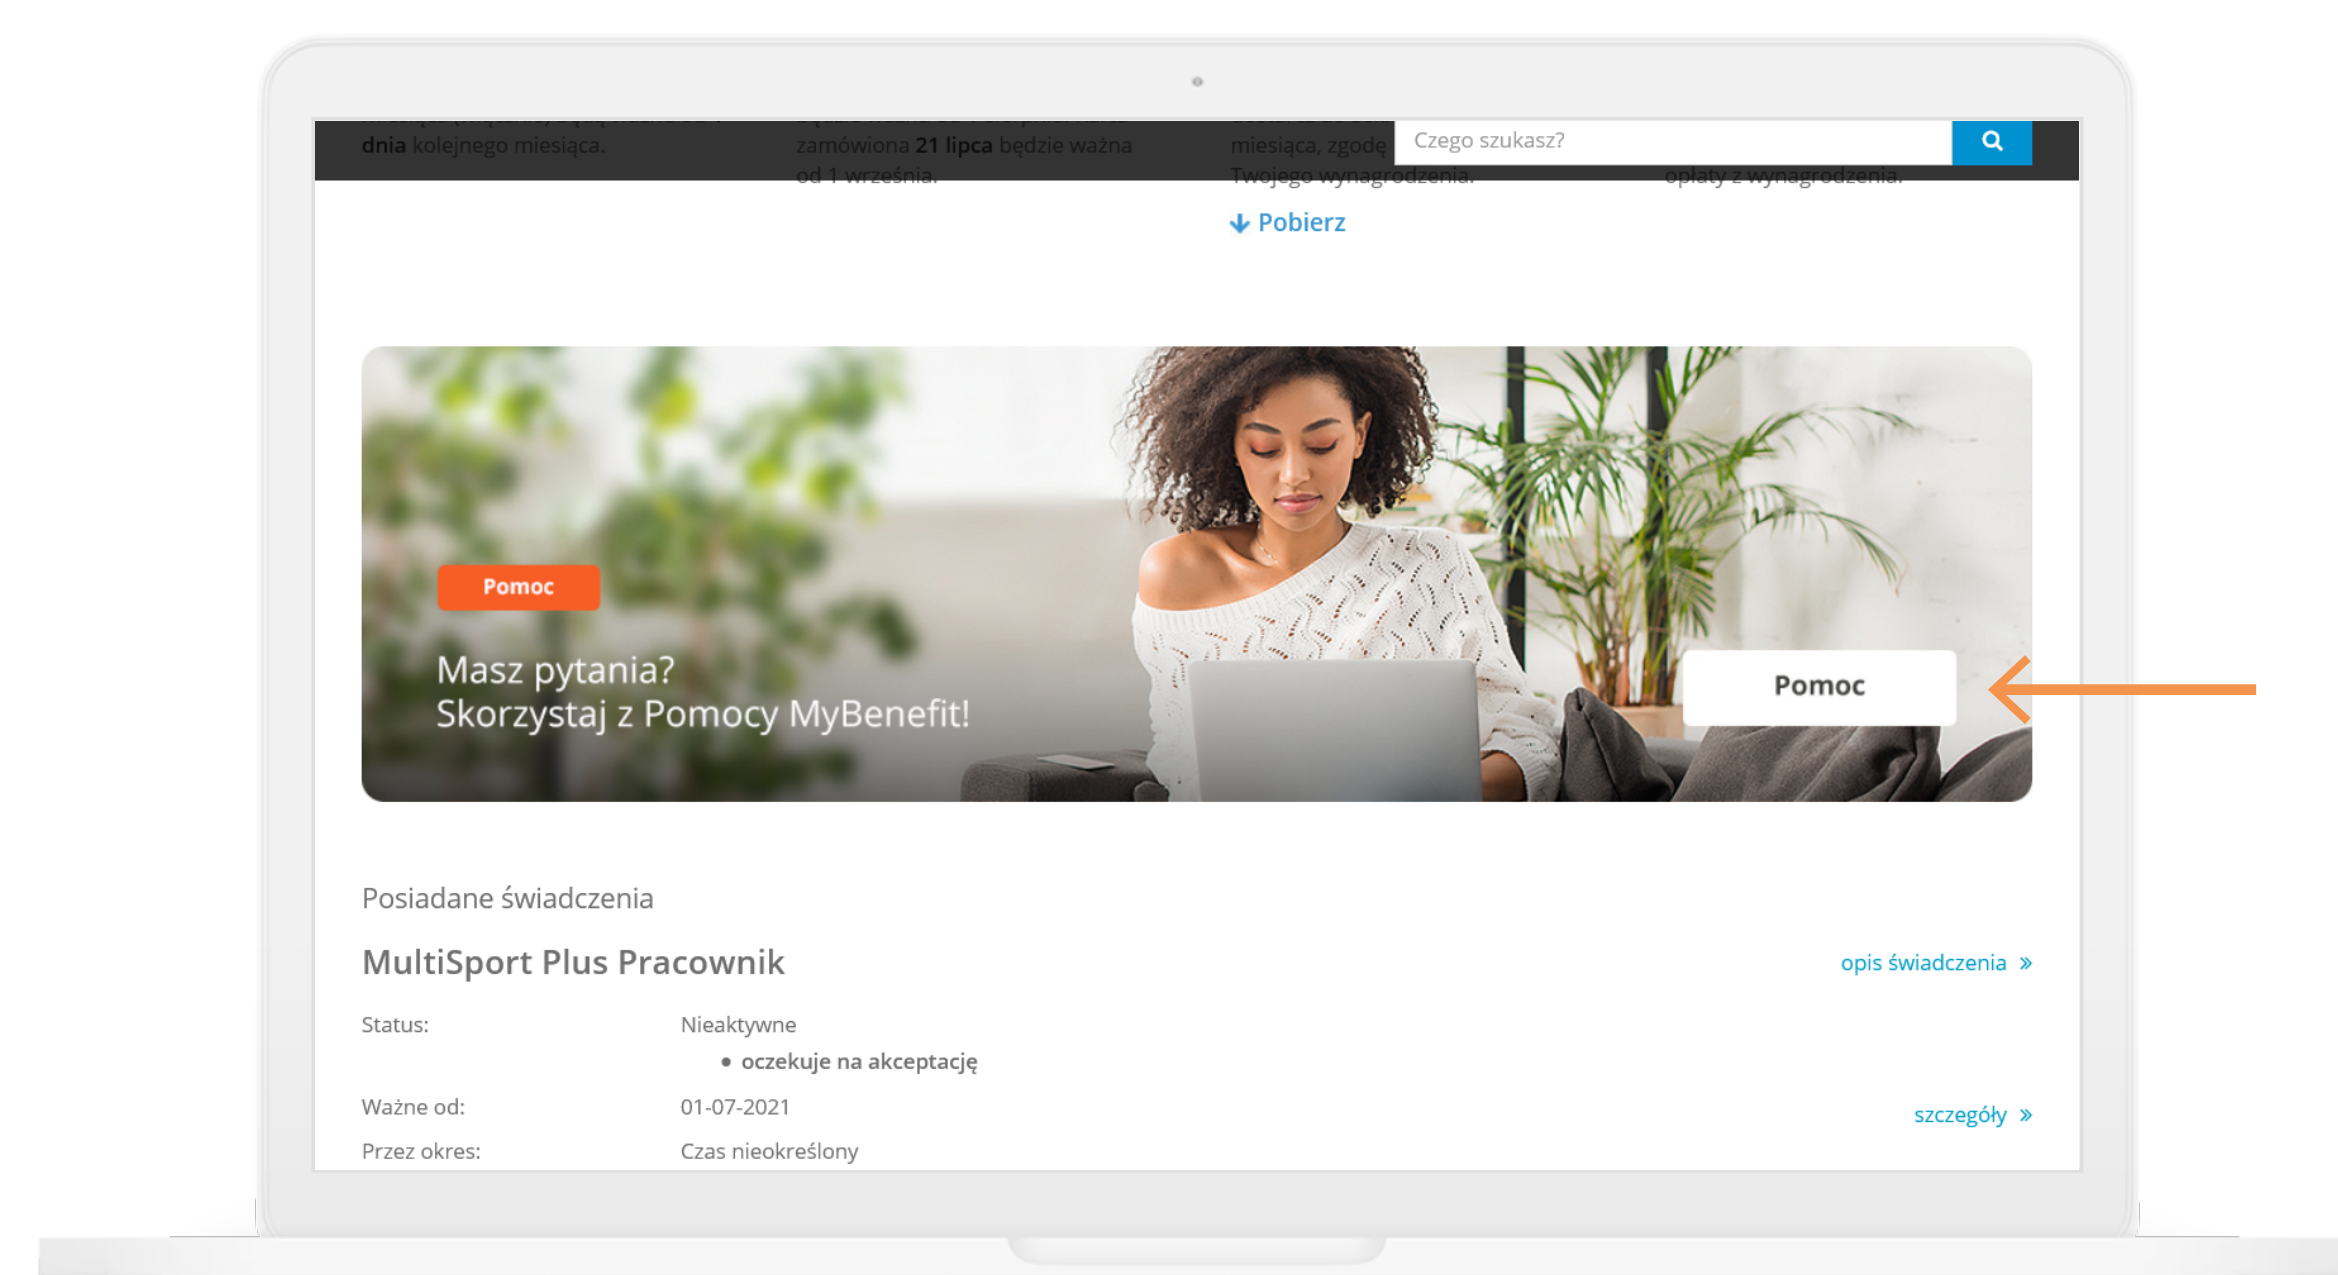 dnia kolejnego miesiąca.
zamówiona 21 lipca będzie ważna
od 1 września.
miesiąca, zgodę
Twojego wynagrodzenia.
opłaty z wynagrodzenia.
Czego szukasz?
Pobierz
Pomoc
Masz pytania?
Skorzystaj z Pomocy MyBenefit!
Pomoc
Posiadane świadczenia
MultiSport Plus Pracownik
opis świadczenia »
Status: Nieaktywne
• oczekuje na akceptację
Ważne od: 01-07-2021
szczegóły »
Przez okres: Czas nieokreślony